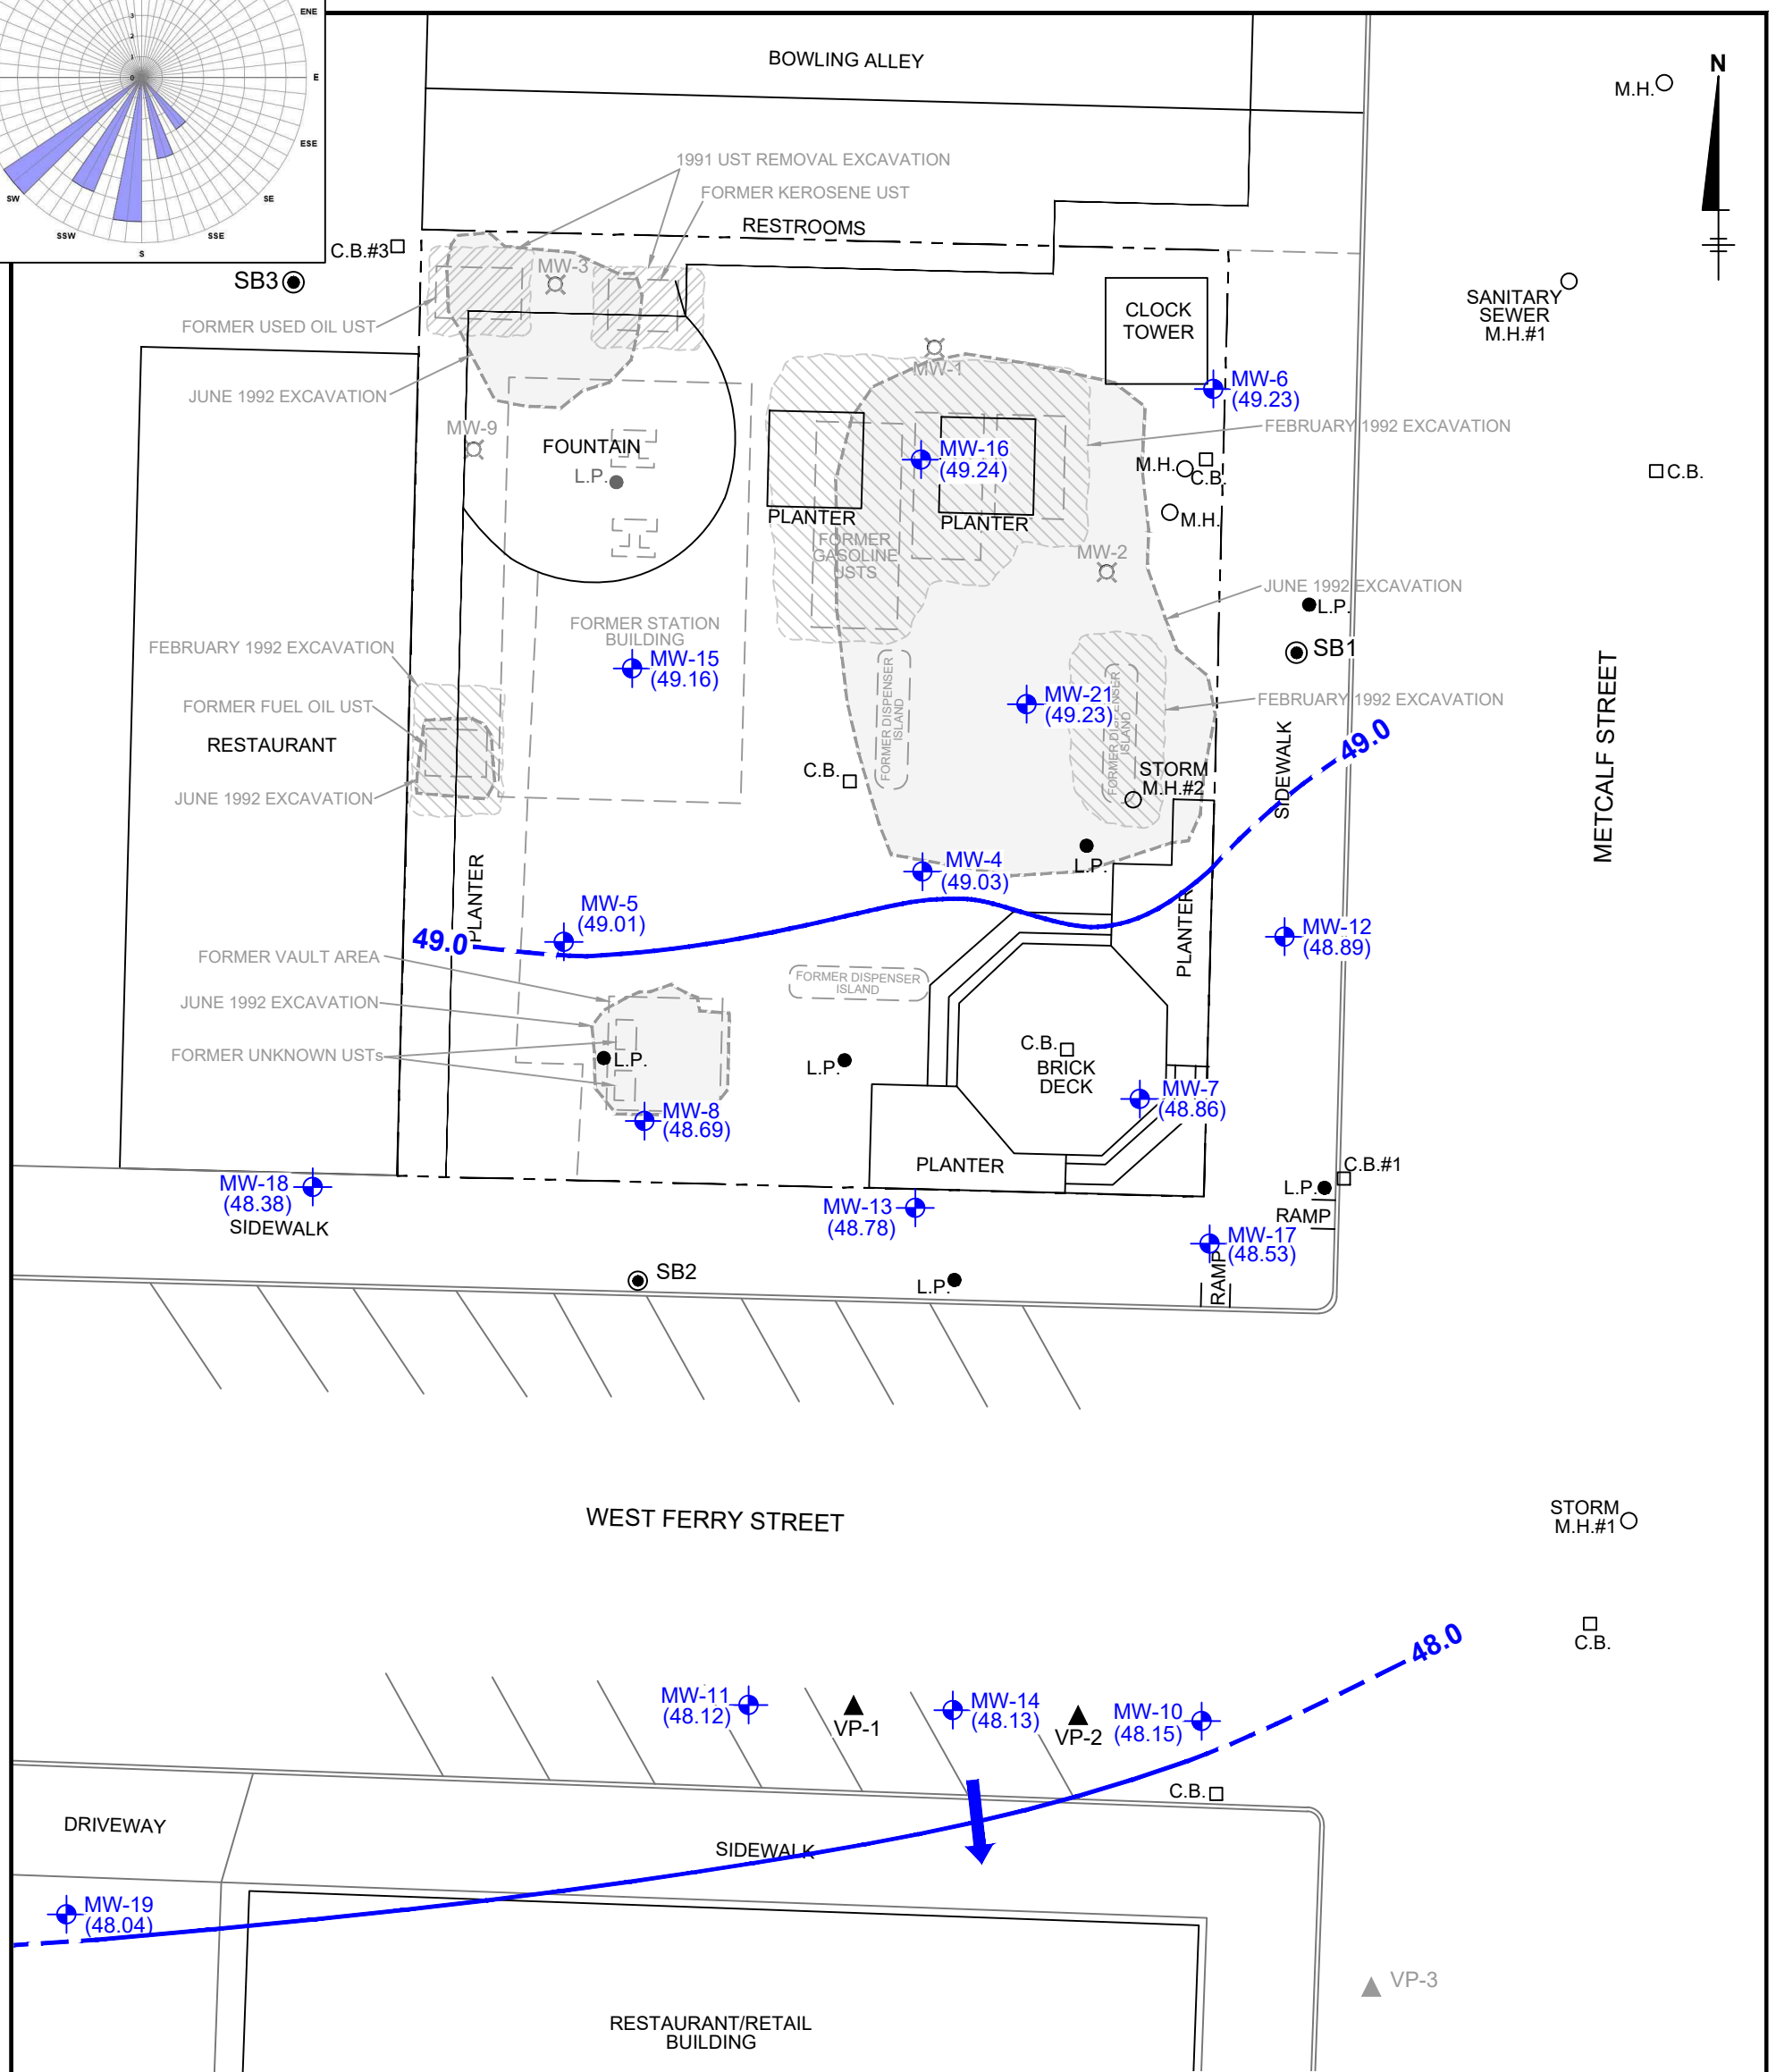 ENE
3
2
1
0
E
ESE
SE
SSE
S
SSW
SW
BOWLING ALLEY
N
M.H.
1991 UST REMOVAL EXCAVATION
FORMER KEROSENE UST
RESTROOMS
C.B.#3
SB3
MW-3
CLOCK
TOWER
SANITARY
SEWER
M.H.#1
FORMER USED OIL UST
MW-1
MW-6
(49.23)
JUNE 1992 EXCAVATION
FEBRUARY 1992 EXCAVATION
MW-9
FOUNTAIN
L.P.
MW-16
(49.24)
M.H.
C.B.
C.B.
M.H.
PLANTER
PLANTER
FORMER
GASOLINE
USTS
MW-2
JUNE 1992 EXCAVATION
L.P.
FORMER STATION
BUILDING
SB1
FEBRUARY 1992 EXCAVATION
MW-15
(49.16)
FORMER DISPENSER
ISLAND
MW-21
(49.23)
FORMER DISPENSER
ISLAND
FEBRUARY 1992 EXCAVATION
METCALF STREET
FORMER FUEL OIL UST
RESTAURANT
SIDEWALK
49.0
C.B.
STORM
M.H.#2
JUNE 1992 EXCAVATION
L.P.
MW-4
(49.03)
PLANTER
PLANTER
MW-5
(49.01)
49.0
MW-12
(48.89)
FORMER VAULT AREA
FORMER DISPENSER
ISLAND
JUNE 1992 EXCAVATION
FORMER UNKNOWN USTs
L.P.
L.P.
C.B.
BRICK
DECK
MW-7
(48.86)
MW-8
(48.69)
PLANTER
C.B.#1
L.P.
RAMP
MW-18
(48.38)
SIDEWALK
MW-13
(48.78)
MW-17
(48.53)
RAMP
SB2
L.P.
WEST FERRY STREET
STORM
M.H.#1
C.B.
48.0
MW-11
(48.12)
VP-1
MW-14
(48.13)
VP-2
MW-10
(48.15)
C.B.
DRIVEWAY
SIDEWALK
MW-19
(48.04)
VP-3
RESTAURANT/RETAIL
BUILDING